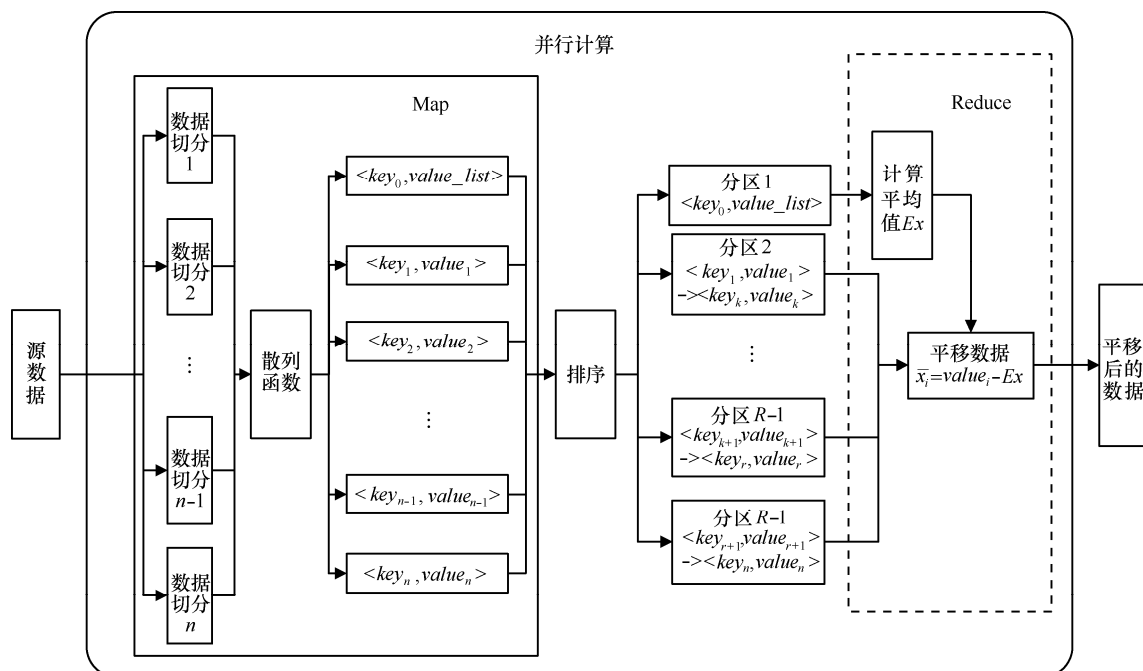 并行计算
Map
Reduce
源
数
据
数据
切分
1
数据
切分
2
⋮
数据
切分
n-1
数据
切分
n
散列
函数
<key₀,value_list>
<key₁,value₁>
<key₂,value₂>
⋮
<keyₙ₋₁,valueₙ₋₁>
<keyₙ,valueₙ>
排序
分区1
<key₀,value_list>
分区2
<key₁,value₁>
-><keyₖ,valueₖ>
⋮
分区R-1
<keyₖ₊₁,valueₖ₊₁>
-><keyᵣ,valueᵣ>
分区R-1
<keyᵣ₊₁,valueᵣ₊₁>
-><keyₙ,valueₙ>
计算
平均
值Ex
平移数据
x̄ᵢ=valueᵢ-Ex
平移
后的
数据